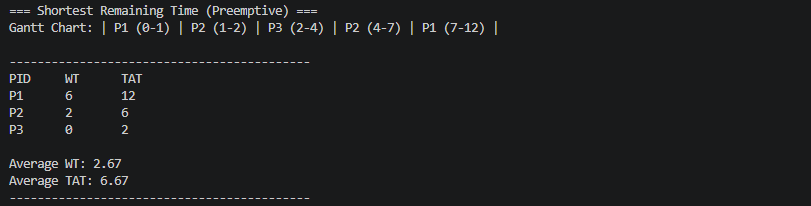 === Shortest Remaining Time (Preemptive) ===
Gantt Chart: | P1 (0-1) | P2 (1-2) | P3 (2-4) | P2 (4-7) | P1 (7-12) |
------------------------------------------
PID    WT     TAT
P1     6      12
P2     2      6
P3     0      2
Average WT: 2.67
Average TAT: 6.67
------------------------------------------